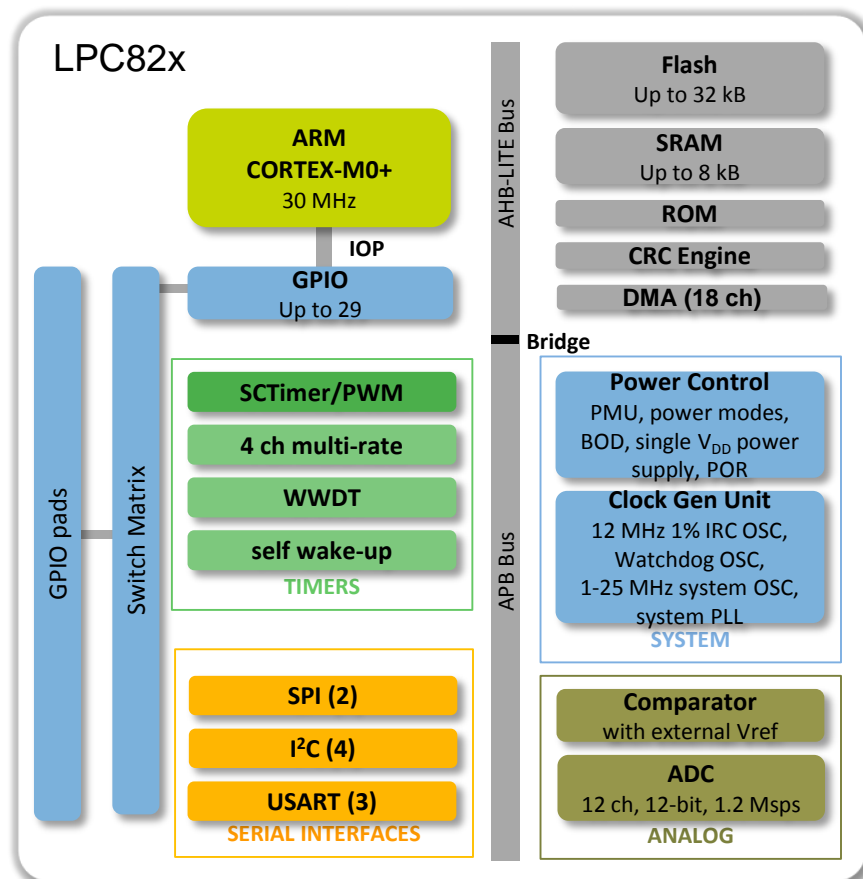 LPC82x
ARM
CORTEX-M0+
30 MHz
IOP
GPIO
Up to 29
GPIO pads
Switch Matrix
SCTimer/PWM
4 ch multi-rate
WWDT
self wake-up
TIMERS
SPI (2)
I²C (4)
USART (3)
SERIAL INTERFACES
AHB-LITE Bus
Bridge
APB Bus
Flash
Up to 32 kB
SRAM
Up to 8 kB
ROM
CRC Engine
DMA (18 ch)
Power Control
PMU, power modes,
BOD, single V_DD power
supply, POR
Clock Gen Unit
12 MHz 1% IRC OSC,
Watchdog OSC,
1-25 MHz system OSC,
system PLL
SYSTEM
Comparator
with external Vref
ADC
12 ch, 12-bit, 1.2 Msps
ANALOG